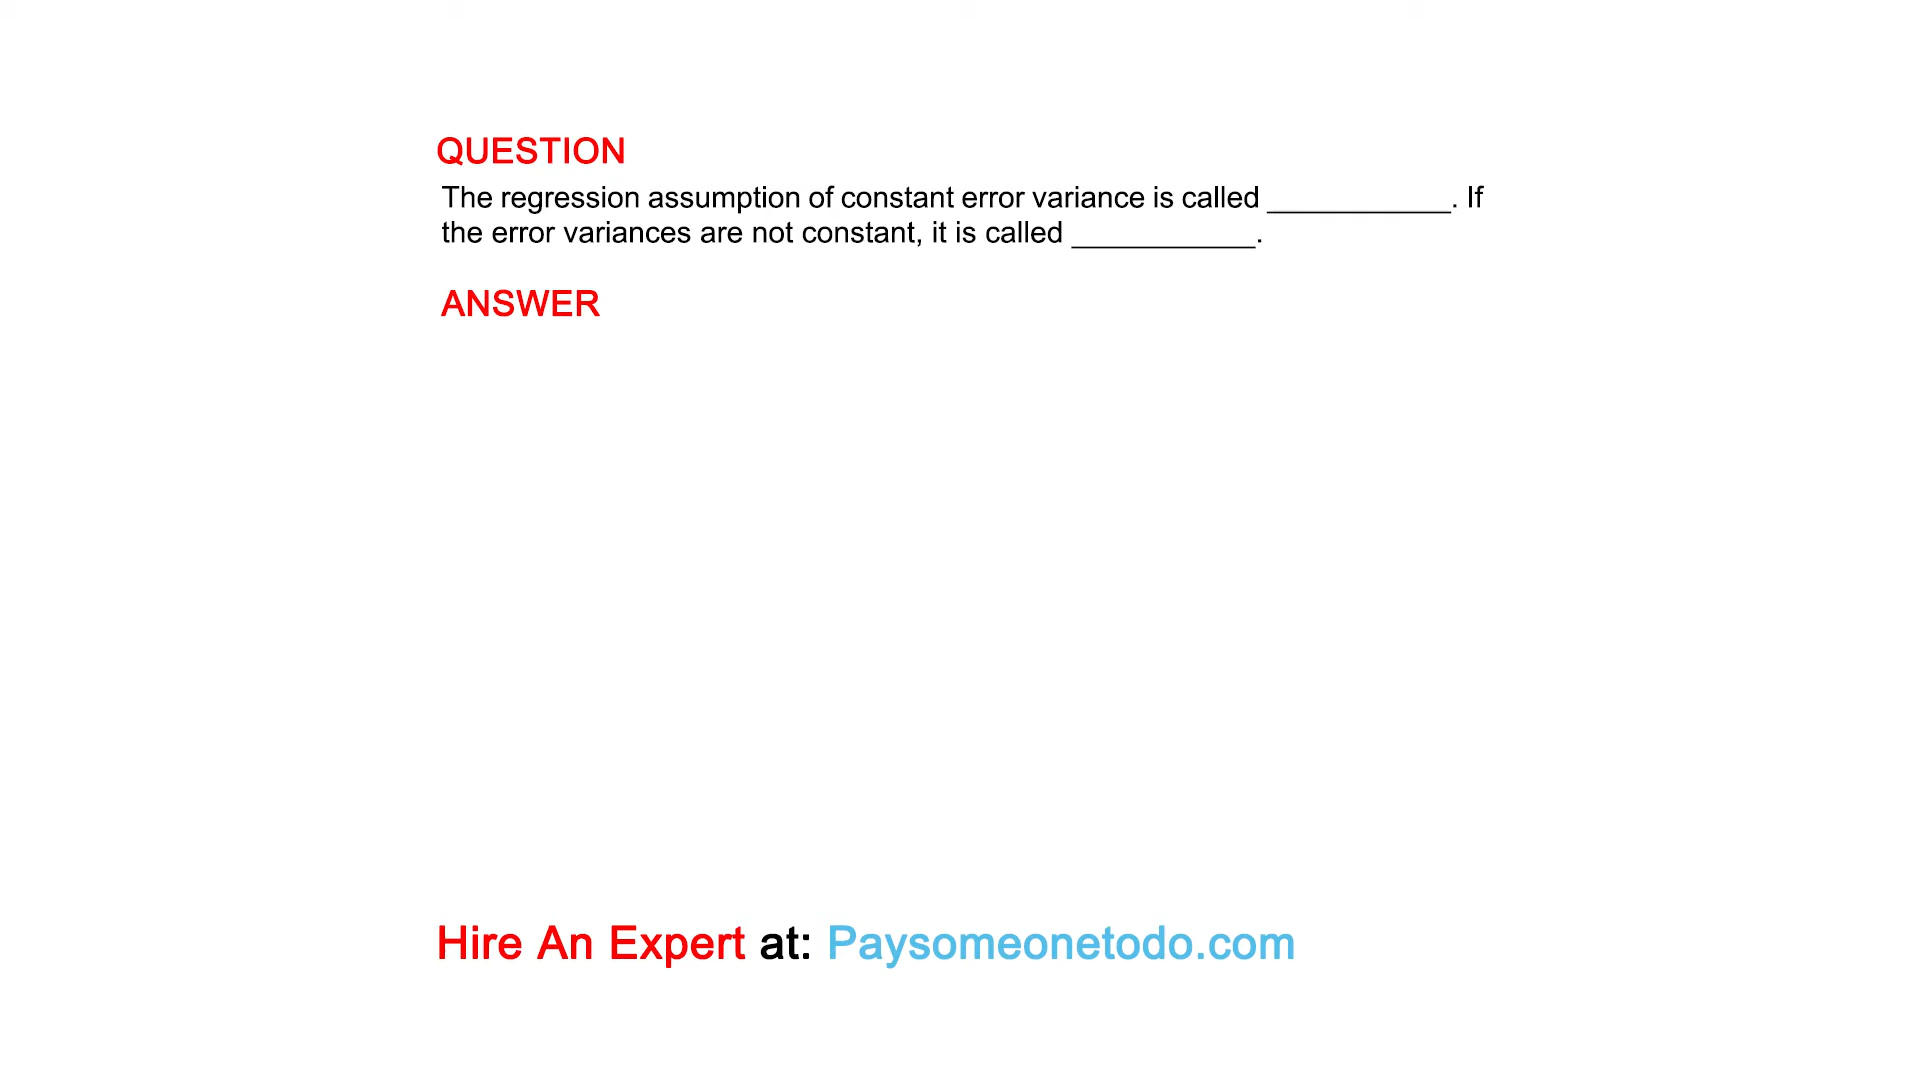 QUESTION
The regression assumption of constant error variance is called ___________. If
the error variances are not constant, it is called ___________.
ANSWER
Hire An Expert at: Paysomeonetodo.com